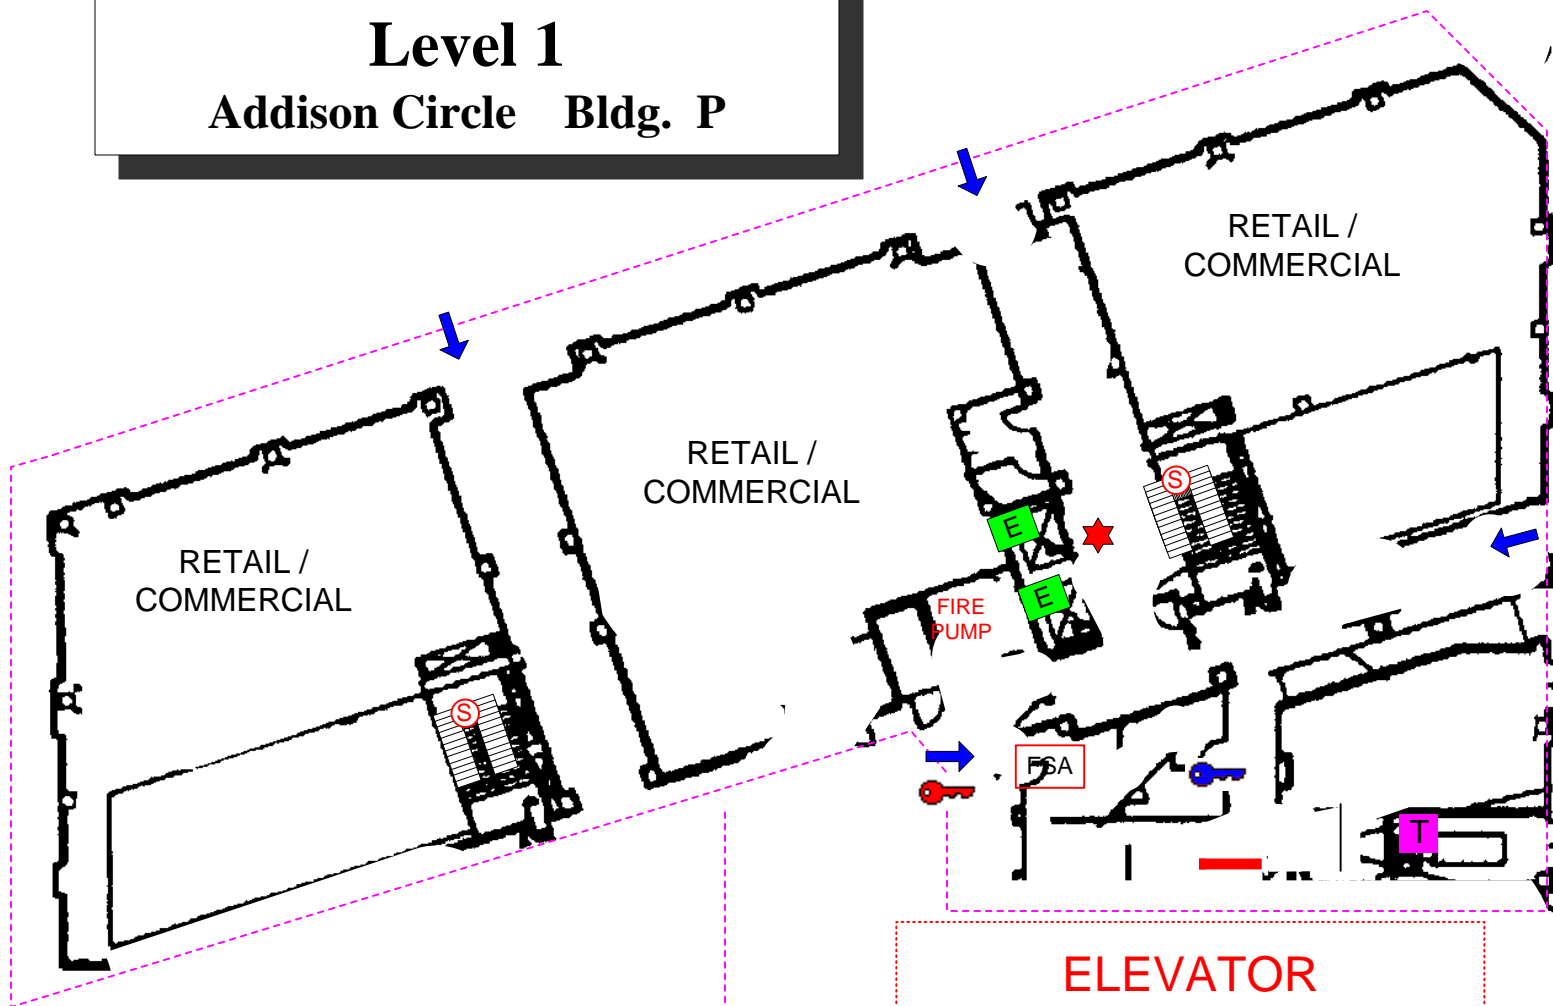 Level 1
Addison Circle Bldg. P
RETAIL /
COMMERCIAL
RETAIL /
COMMERCIAL
RETAIL /
COMMERCIAL
S
S
E
E
FIRE
PUMP
FSA
T
ELEVATOR